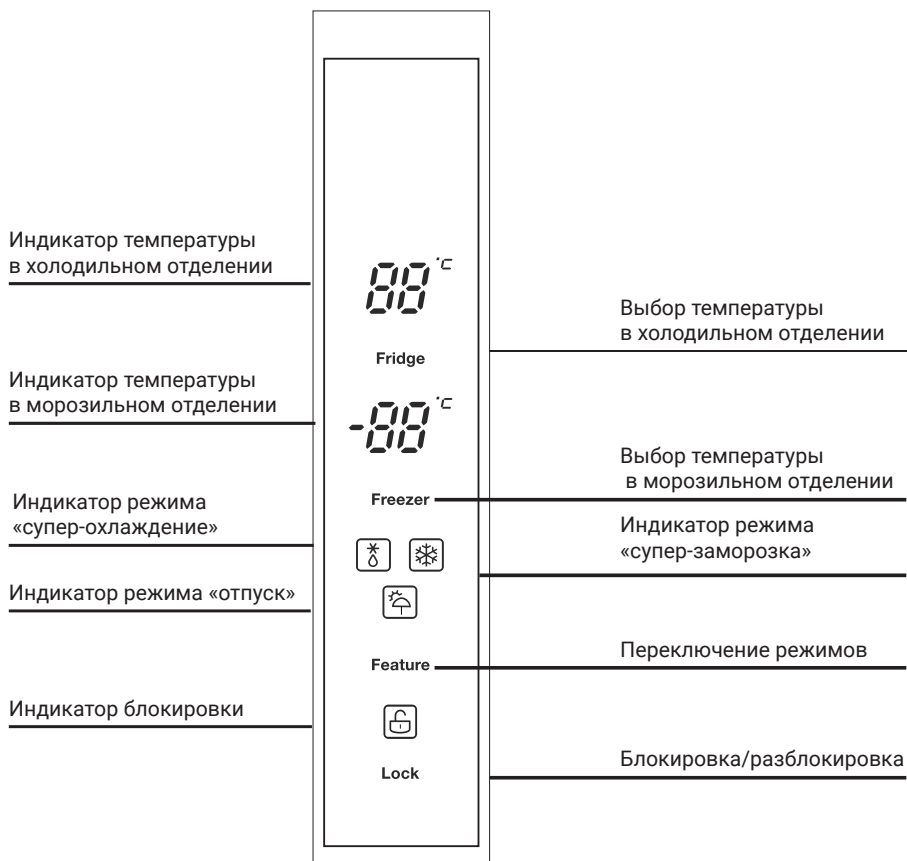 Индикатор температуры
в холодильном отделении
Индикатор температуры
в морозильном отделении
Индикатор режима
«супер-охлаждение»
Индикатор режима «отпуск»
Индикатор блокировки
88°C
Fridge
-88°C
Freezer
Feature
Lock
Выбор температуры
в холодильном отделении
Выбор температуры
в морозильном отделении
Индикатор режима
«супер-заморозка»
Переключение режимов
Блокировка/разблокировка